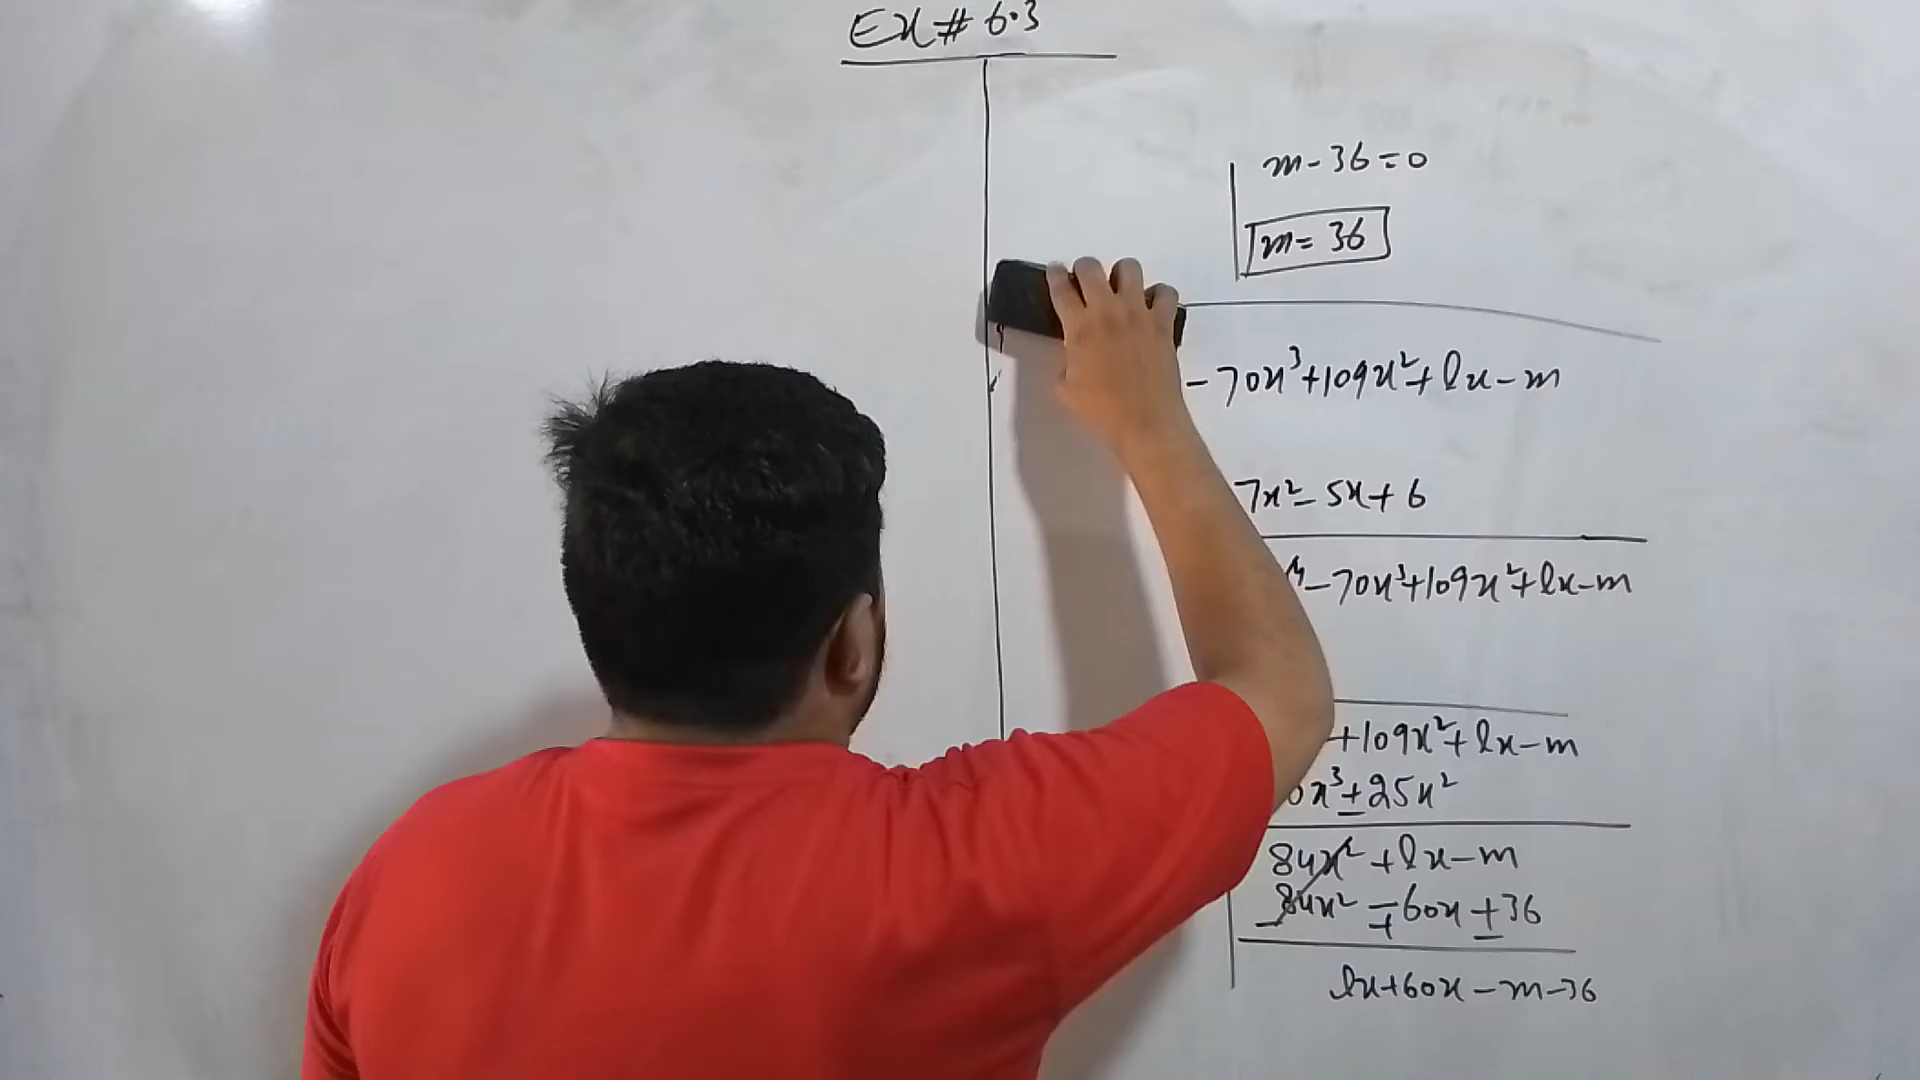 Ex # 6.3
m - 36 = 0
m = 36
- 70x³ + 109x² + lx - m
7x² - 5x + 6
- 70x³ + 109x² + lx - m
+ 109x² + lx - m
0x³ ± 25x²
84x² + lx - m
84x² ∓ 60x ± 36
lx + 60x - m - 36